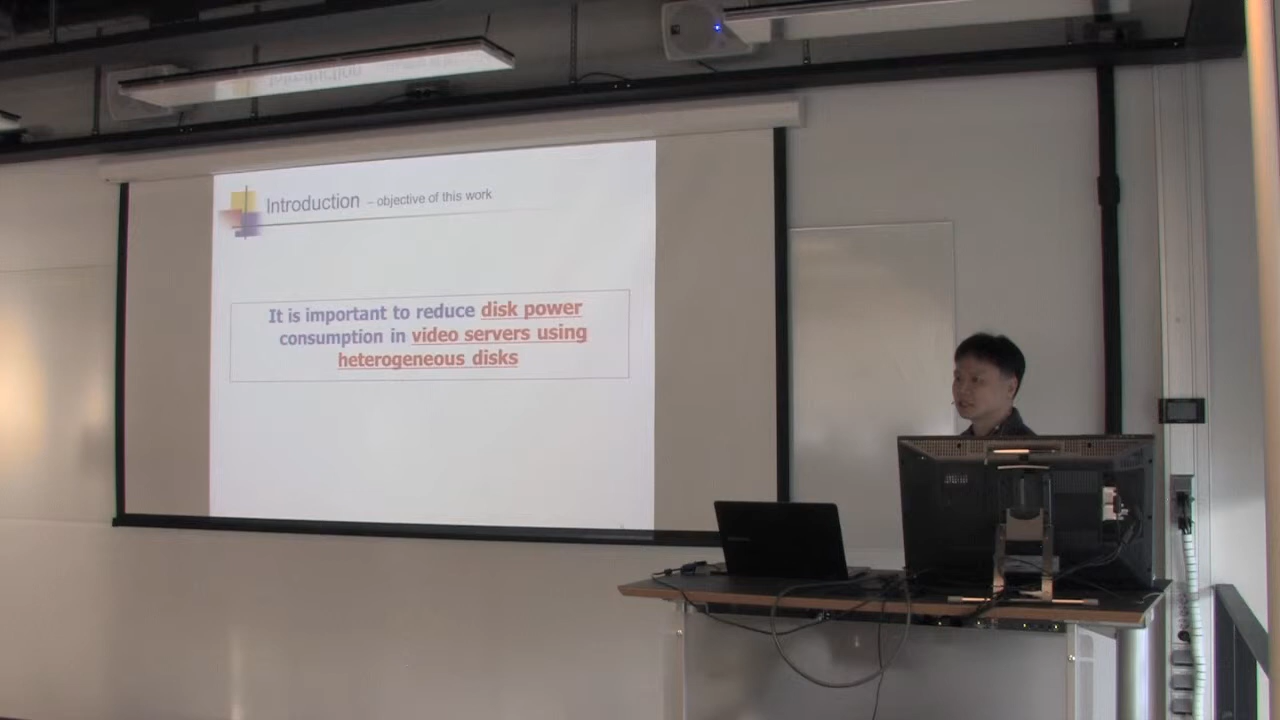 Introduction – objective of this work
It is important to reduce disk power
consumption in video servers using
heterogeneous disks